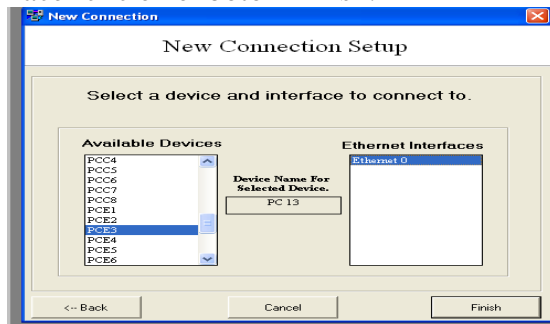 New Connection
New Connection Setup
Select a device and interface to connect to.
Available Devices
Ethernet Interfaces
PCC4
PCC5
PCC6
PCC7
PCC8
PCE1
PCE2
PCE3
PCE4
PCE5
PCE6
Device Name For
Selected Device.
PC 13
Ethernet 0
<-- Back
Cancel
Finish